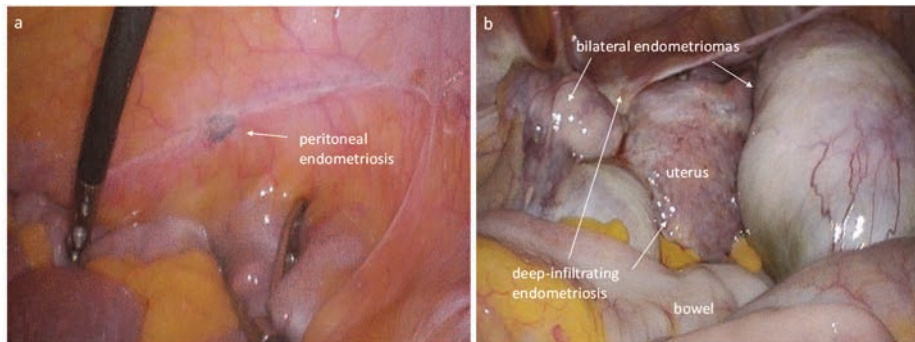 a
peritoneal
endometriosis
b
bilateral endometriomas
uterus
deep-infiltrating
endometriosis
bowel